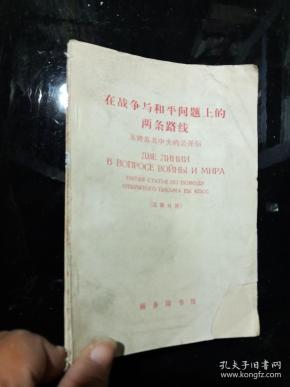 在战争与和平问题上的
两条路线
五评苏共中央的公开信
ДВЕ ЛИНИИ
В ВОПРОСЕ ВОЙНЫ И МИРА
ПЯТАЯ СТАТЬЯ ПО ПОВОДУ
ОТКРЫТОГО ПИСЬМА ЦК КПСС
商务印书馆
孔夫子旧书网